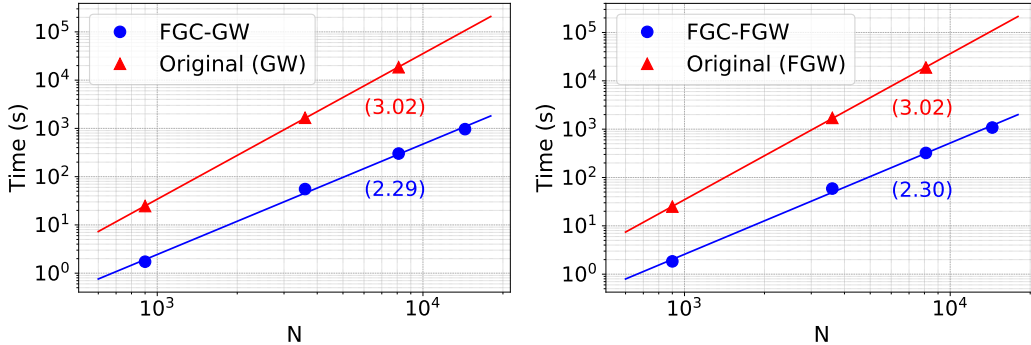 FGC-GW
Original (GW)
(3.02)
(2.29)
10^5
10^4
10^3
10^2
10^1
10^0
Time (s)
10^3
10^4
N
FGC-FGW
Original (FGW)
(3.02)
(2.30)
10^5
10^4
10^3
10^2
10^1
10^0
Time (s)
10^3
10^4
N